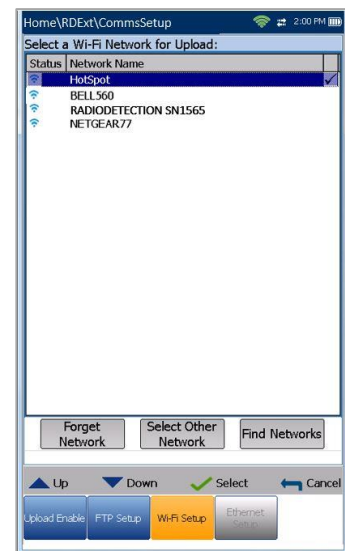 Home\RDExt\CommsSetup 2:00 PM
Select a Wi-Fi Network for Upload:
Status Network Name
HotSpot
BELL560
RADIODETECTION SN1565
NETGEAR77
Forget Network
Select Other Network
Find Networks
Up Down Select Cancel
Upload Enable FTP Setup Wi-Fi Setup Ethernet Setup